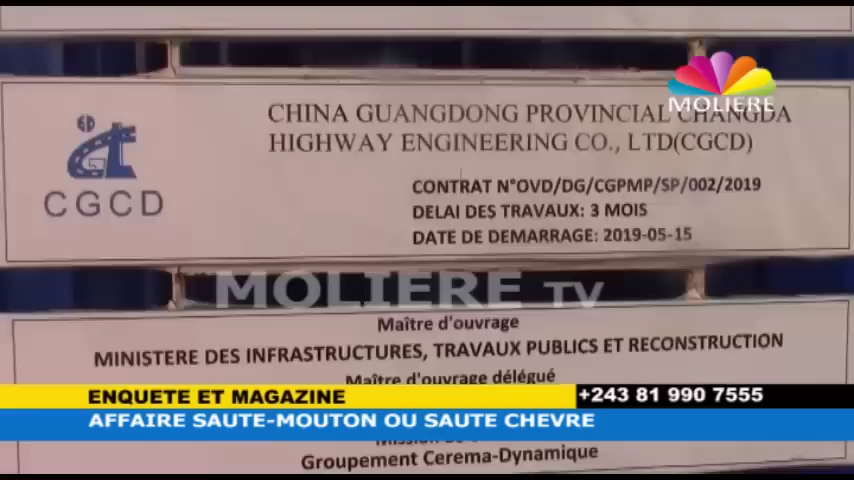 MOLIERE
CHINA GUANGDONG PROVINCIAL CHANGDA
HIGHWAY ENGINEERING CO., LTD(CGCD)
CGCD
CONTRAT N°OVD/DG/CGPMP/SP/002/2019
DELAI DES TRAVAUX: 3 MOIS
DATE DE DEMARRAGE: 2019-05-15
MOLIERE TV
Maître d'ouvrage
MINISTERE DES INFRASTRUCTURES, TRAVAUX PUBLICS ET RECONSTRUCTION
Maître d'ouvrage délégué
ENQUETE ET MAGAZINE
+243 81 990 7555
AFFAIRE SAUTE-MOUTON OU SAUTE CHEVRE
Groupement Cerema-Dynamique